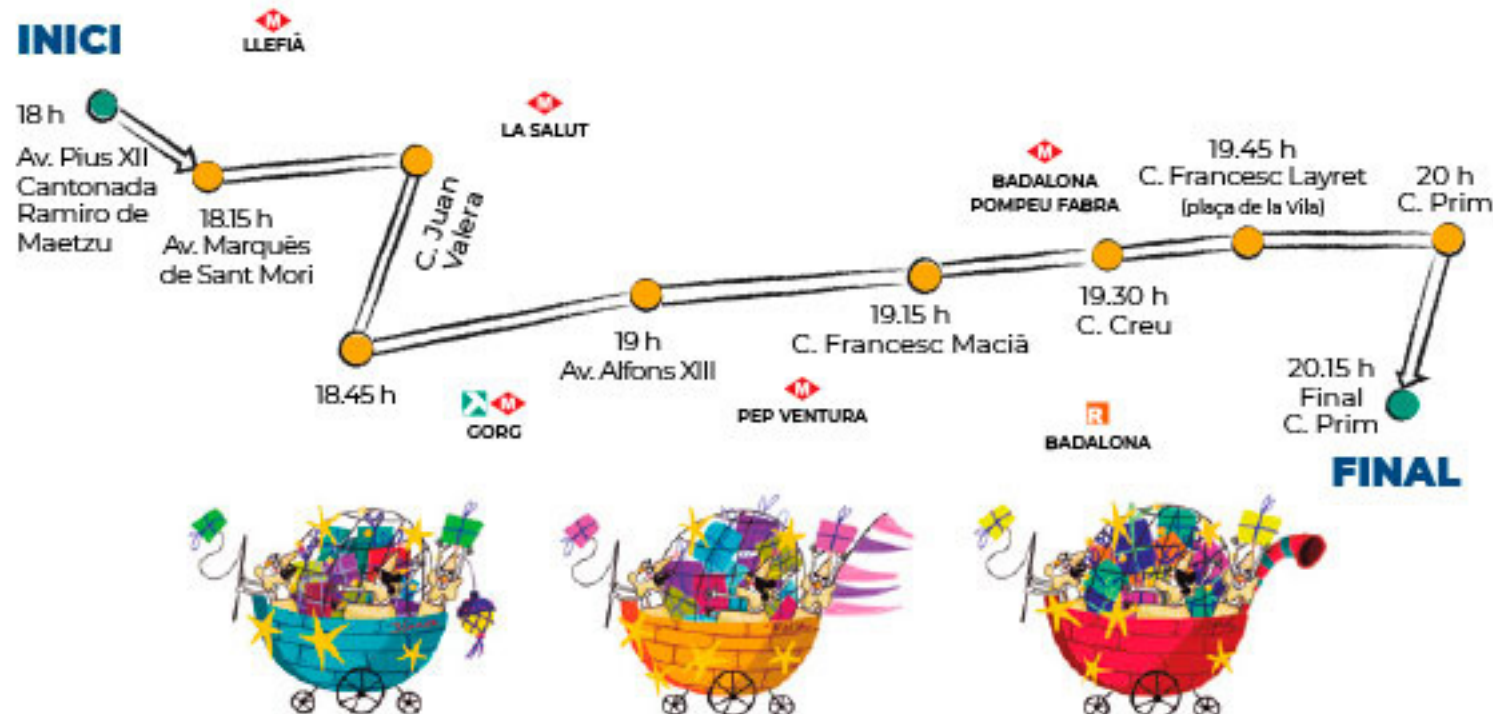 INICI
M
LLEFIÀ
18 h
Av. Pius XII
Cantonada
Ramiro de
Maetzu
18.15 h
Av. Marquès
de Sant Mori
C. Juan
Valera
M
LA SALUT
18.45 h
M
GORG
19 h
Av. Alfons XIII
M
PEP VENTURA
19.15 h
C. Francesc Macià
M
BADALONA
POMPEU FABRA
19.30 h
C. Creu
R
BADALONA
19.45 h
C. Francesc Layret
(plaça de la Vila)
20 h
C. Prim
20.15 h
Final
C. Prim
FINAL